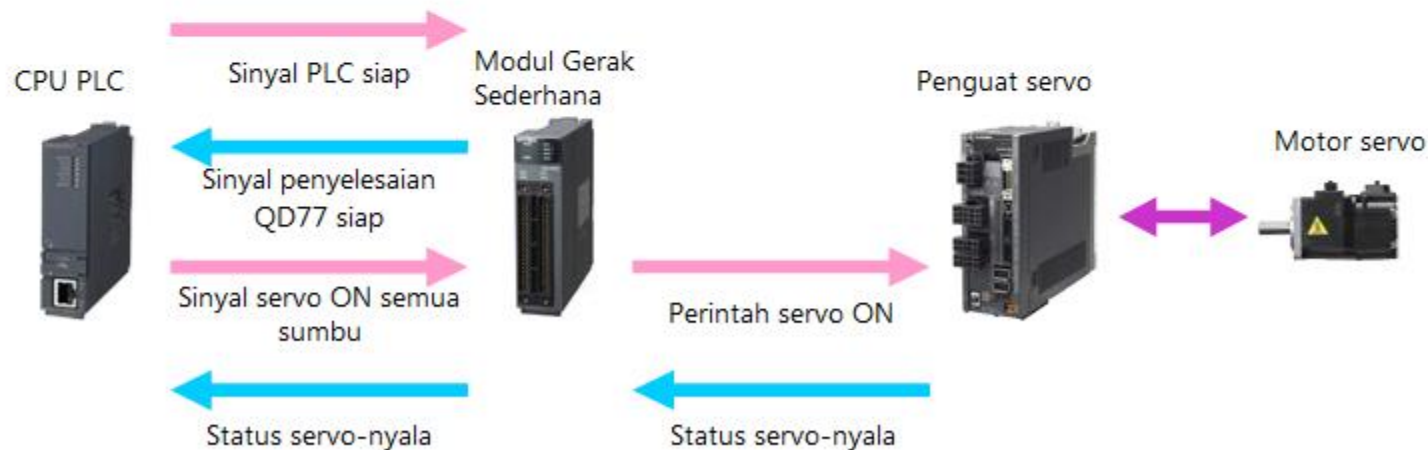 CPU PLC
Sinyal PLC siap
Modul Gerak
Sederhana
Penguat servo
Motor servo
Sinyal penyelesaian
QD77 siap
Sinyal servo ON semua
sumbu
Perintah servo ON
Status servo-nyala
Status servo-nyala